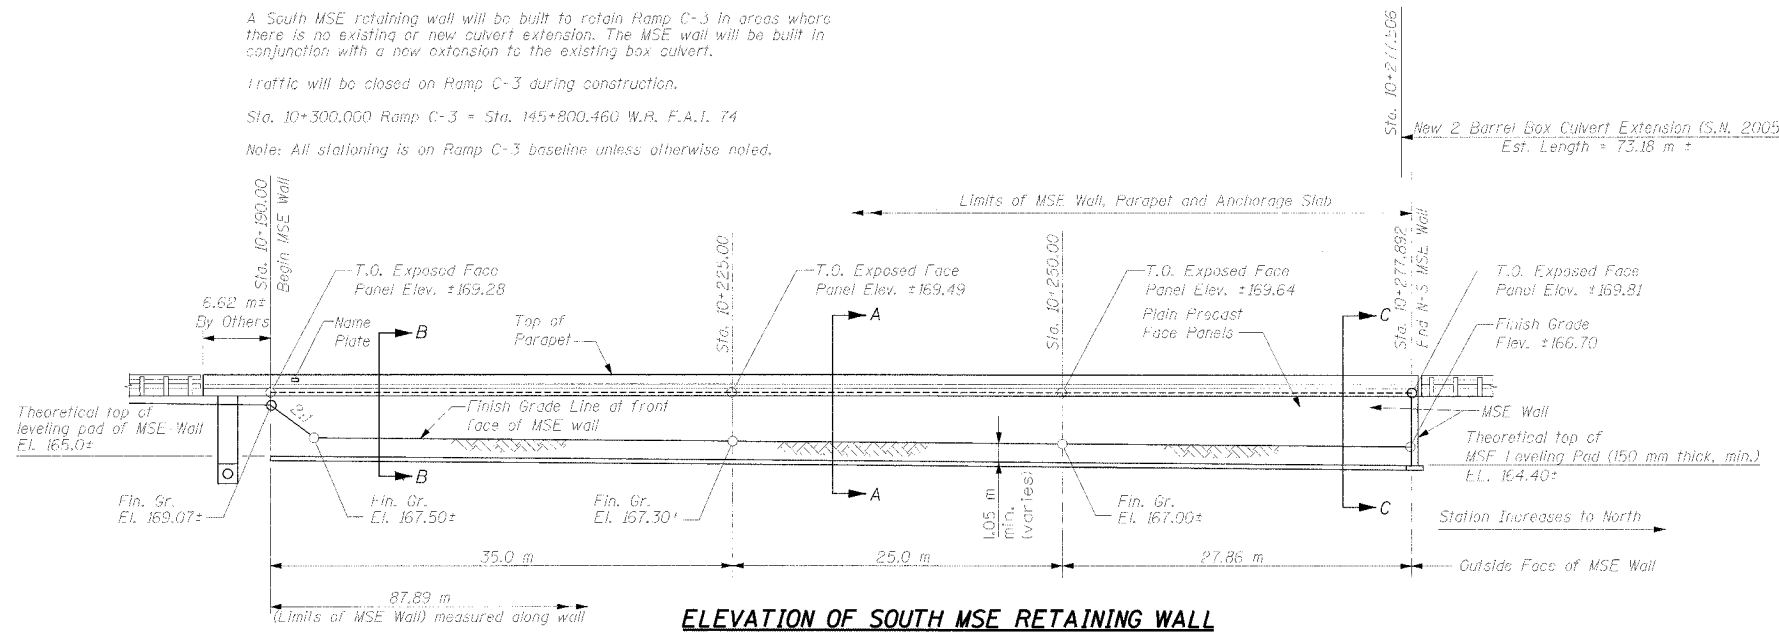 A South MSE retaining wall will be built to retain Ramp C-3 in areas where
there is no existing or new culvert extension. The MSE wall will be built in
conjunction with a new extension to the existing box culvert.
Traffic will be closed on Ramp C-3 during construction.
Sta. 10+300.000 Ramp C-3 = Sta. 145+800.460 W.R. F.A.I. 74
Note: All stationing is on Ramp C-3 baseline unless otherwise noted.
Sta. 10+277.506
New 2 Barrel Box Culvert Extension (S.N. 2005
Est. Length = 73.18 m ±
Limits of MSE Wall, Parapet and Anchorage Slab
Sta. 10+190.00
Begin MSE Wall
Sta. 10+225.00
Sta. 10+250.00
Sta. 10+277.892
End N-S MSE Wall
T.O. Exposed Face
Panel Elev. ±169.28
T.O. Exposed Face
Panel Elev. ±169.49
T.O. Exposed Face
Panel Elev. ±169.64
T.O. Exposed Face
Panel Elev. ±169.81
6.62 m±
By Others
Name
Plate
B
Top of
Parapet
A
Plain Precast
Face Panels
C
Finish Grade
Elev. ±166.70
Theoretical top of
leveling pad of MSE Wall
El. 165.0±
2:1
Finish Grade Line at front
face of MSE wall
MSE Wall
Theoretical top of
MSE Leveling Pad (150 mm thick, min.)
EL. 164.40±
B
A
C
Fin. Gr.
El. 169.07±
Fin. Gr.
El. 167.50±
Fin. Gr.
El. 167.30±
1.05 m
min.
(varies)
Fin. Gr.
El. 167.00±
Station Increases to North
35.0 m
25.0 m
27.86 m
Outside Face of MSE Wall
87.89 m
(Limits of MSE Wall) measured along wall
ELEVATION OF SOUTH MSE RETAINING WALL